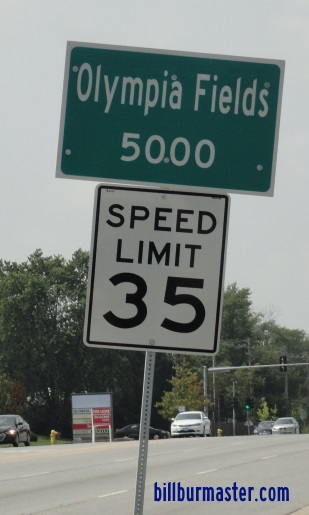 Olympia Fields
5000
SPEED
LIMIT
35
billburmaster.com